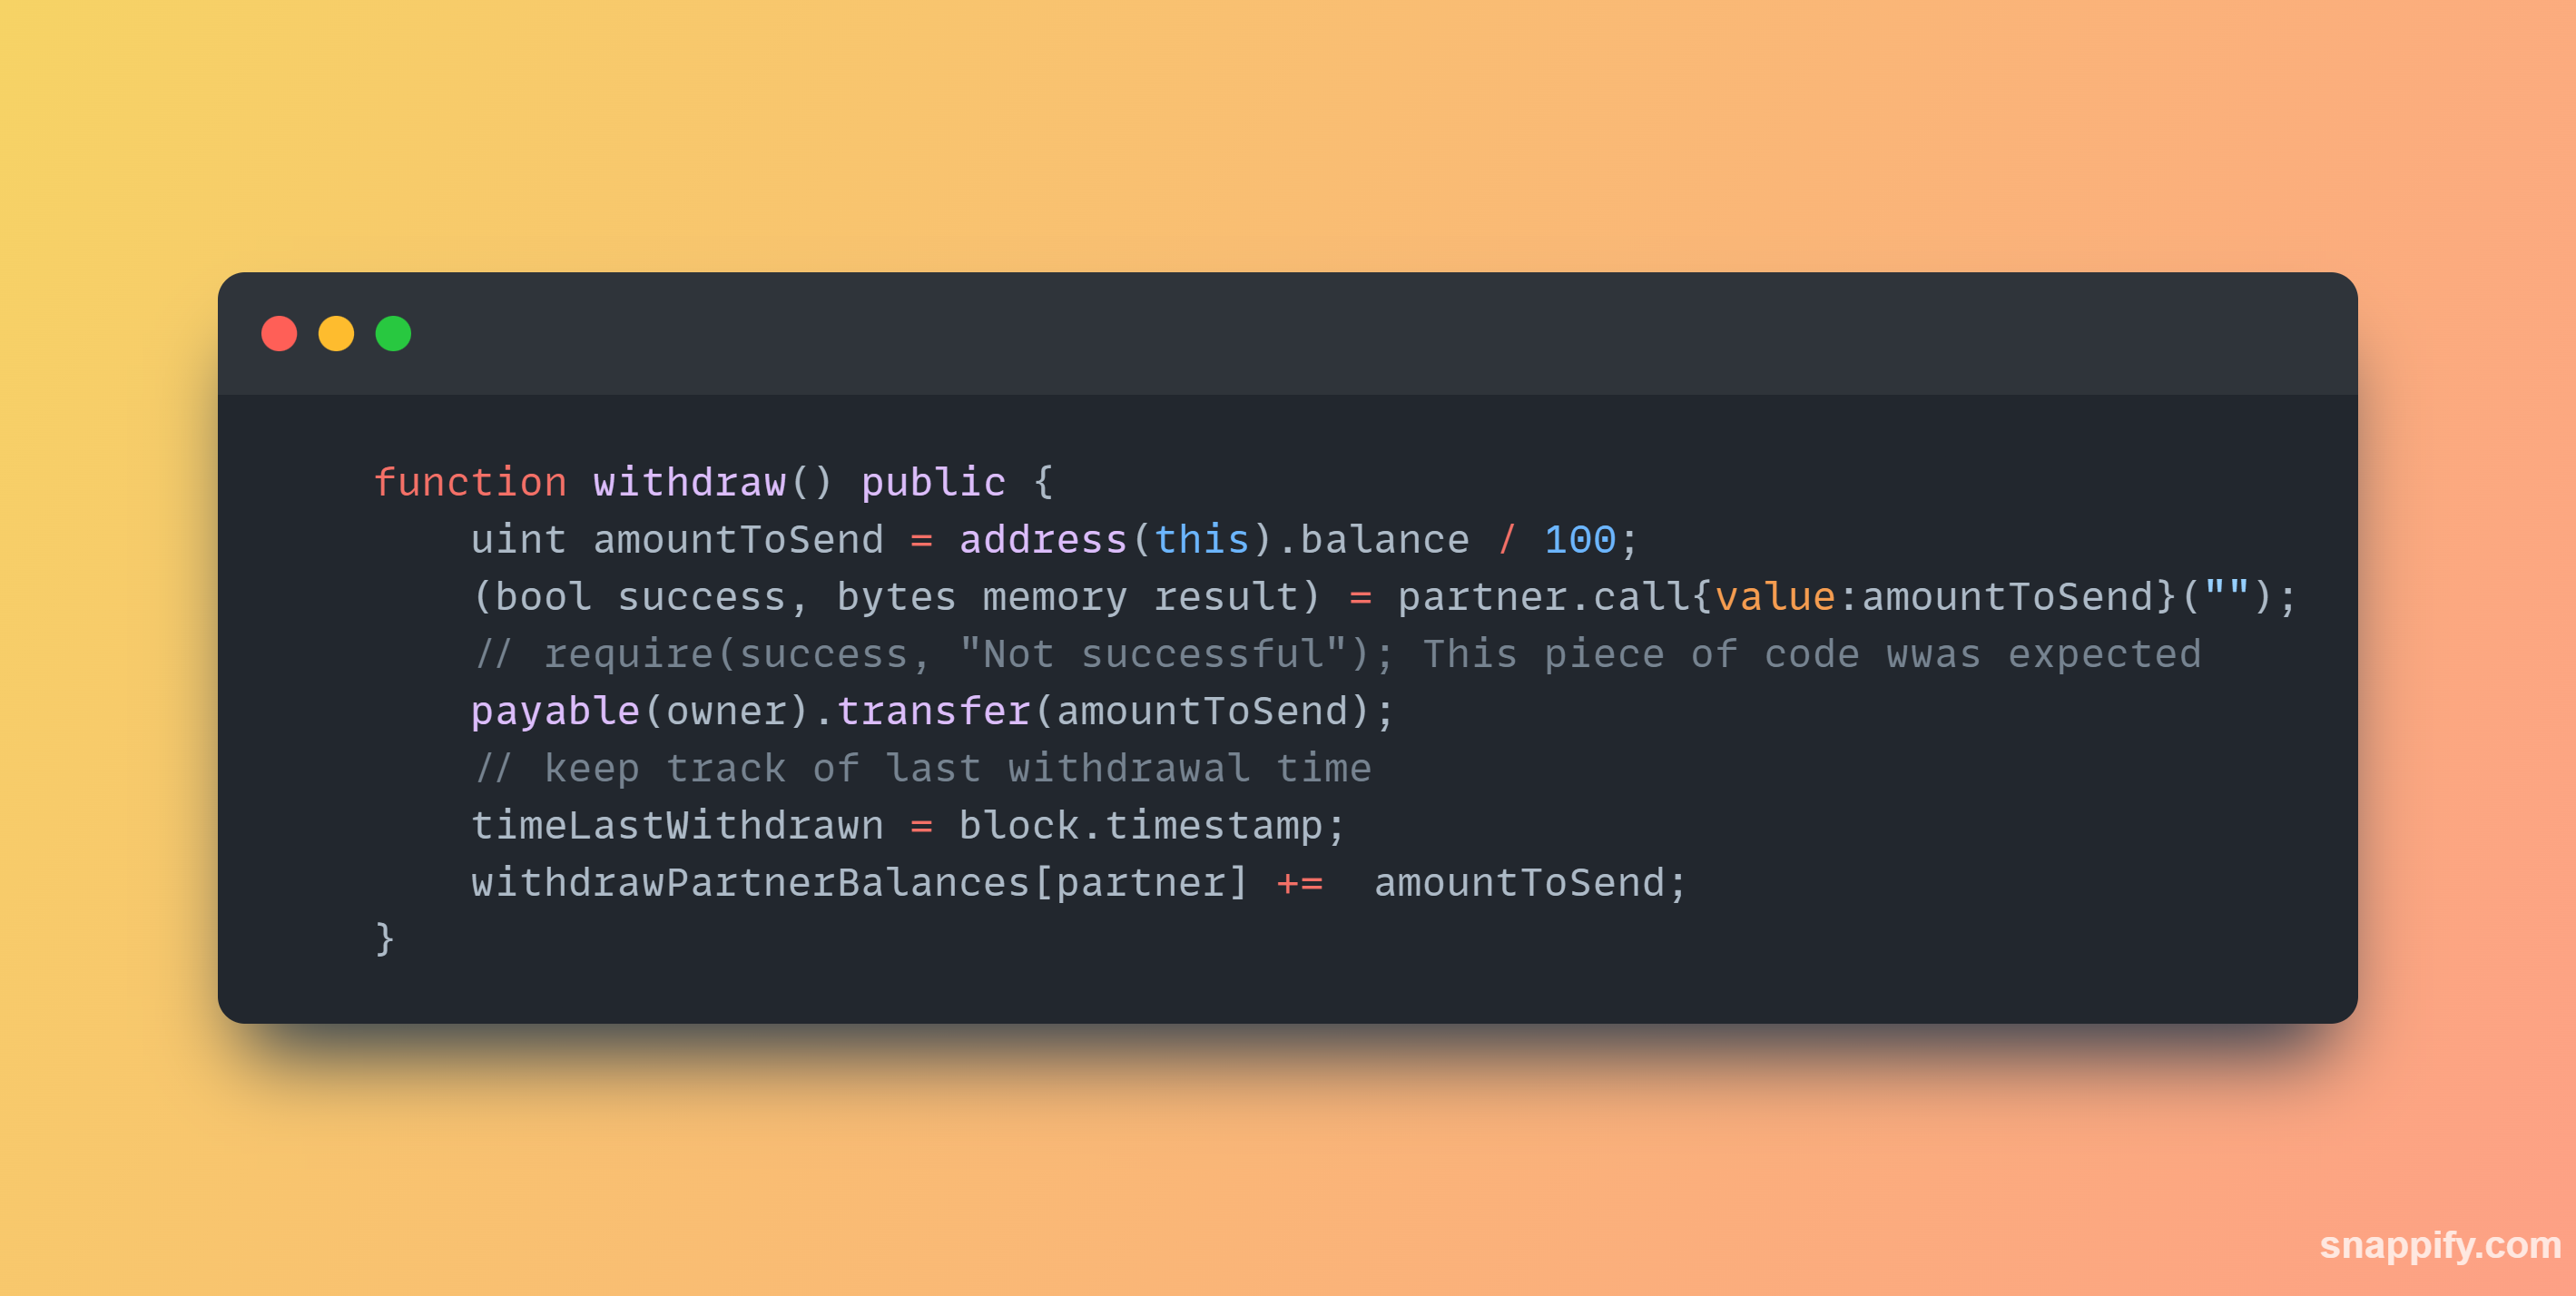 function withdraw() public {
uint amountToSend = address(this).balance / 100;
(bool success, bytes memory result) = partner.call{value:amountToSend}("");
// require(success, "Not successful"); This piece of code wwas expected
payable(owner).transfer(amountToSend);
// keep track of last withdrawal time
timeLastWithdrawn = block.timestamp;
withdrawPartnerBalances[partner] +=  amountToSend;
}
snappify.com